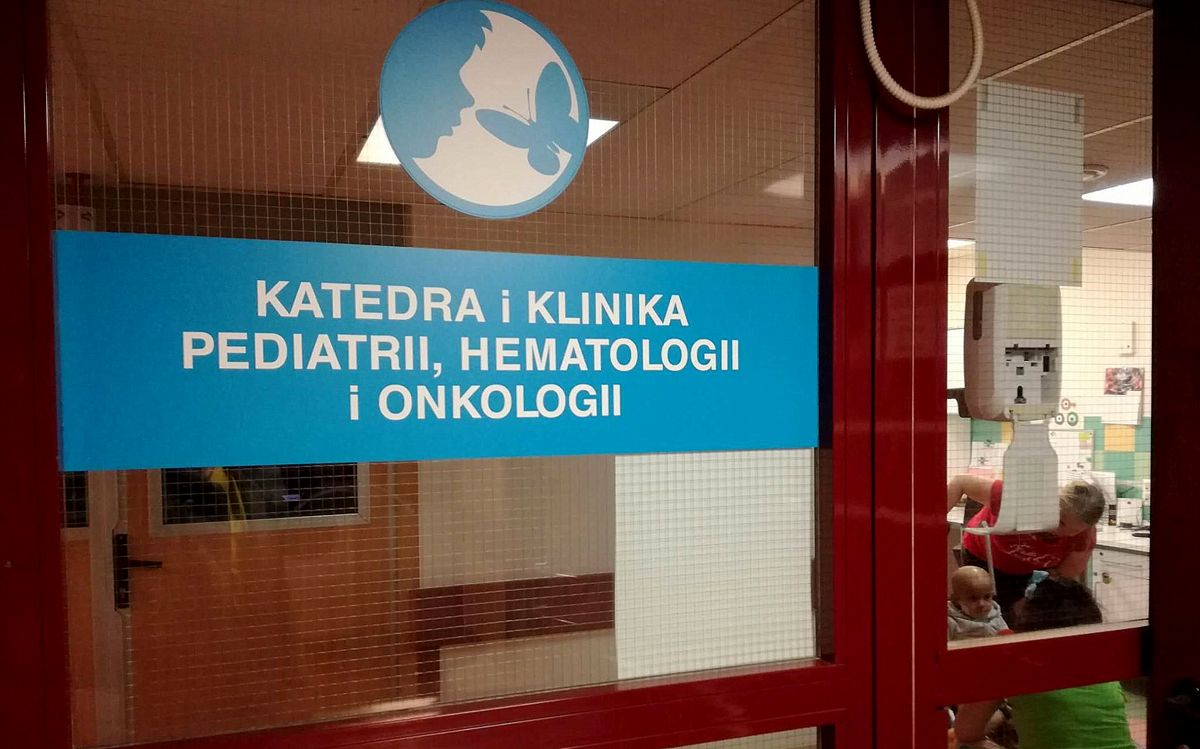 KATEDRA i KLINIKA
PEDIATRII, HEMATOLOGII
i ONKOLOGII